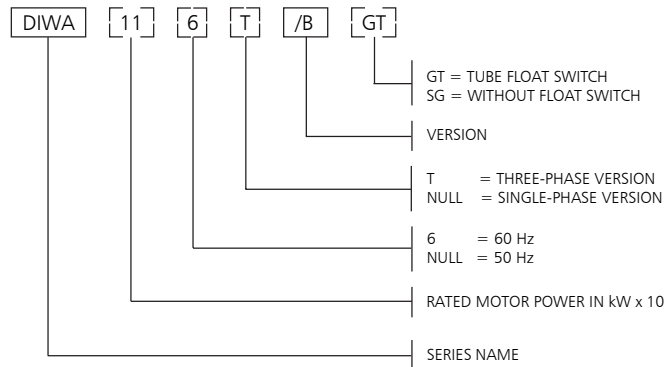 DIWA 11 6 T /B GT
GT = TUBE FLOAT SWITCH
SG = WITHOUT FLOAT SWITCH
VERSION
T = THREE-PHASE VERSION
NULL = SINGLE-PHASE VERSION
6 = 60 Hz
NULL = 50 Hz
RATED MOTOR POWER IN kW x 10
SERIES NAME